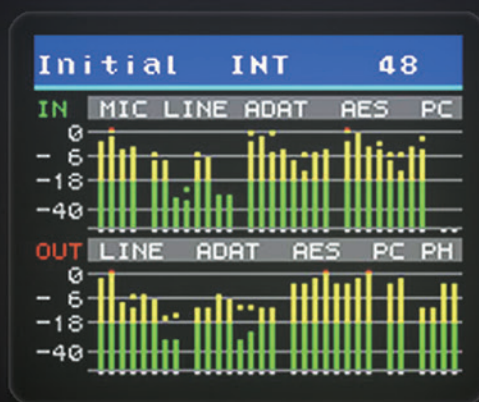 Initial INT 48
IN MIC LINE ADAT AES PC
0
- 6
-18
-40
OUT LINE ADAT AES PC PH
0
- 6
-18
-40